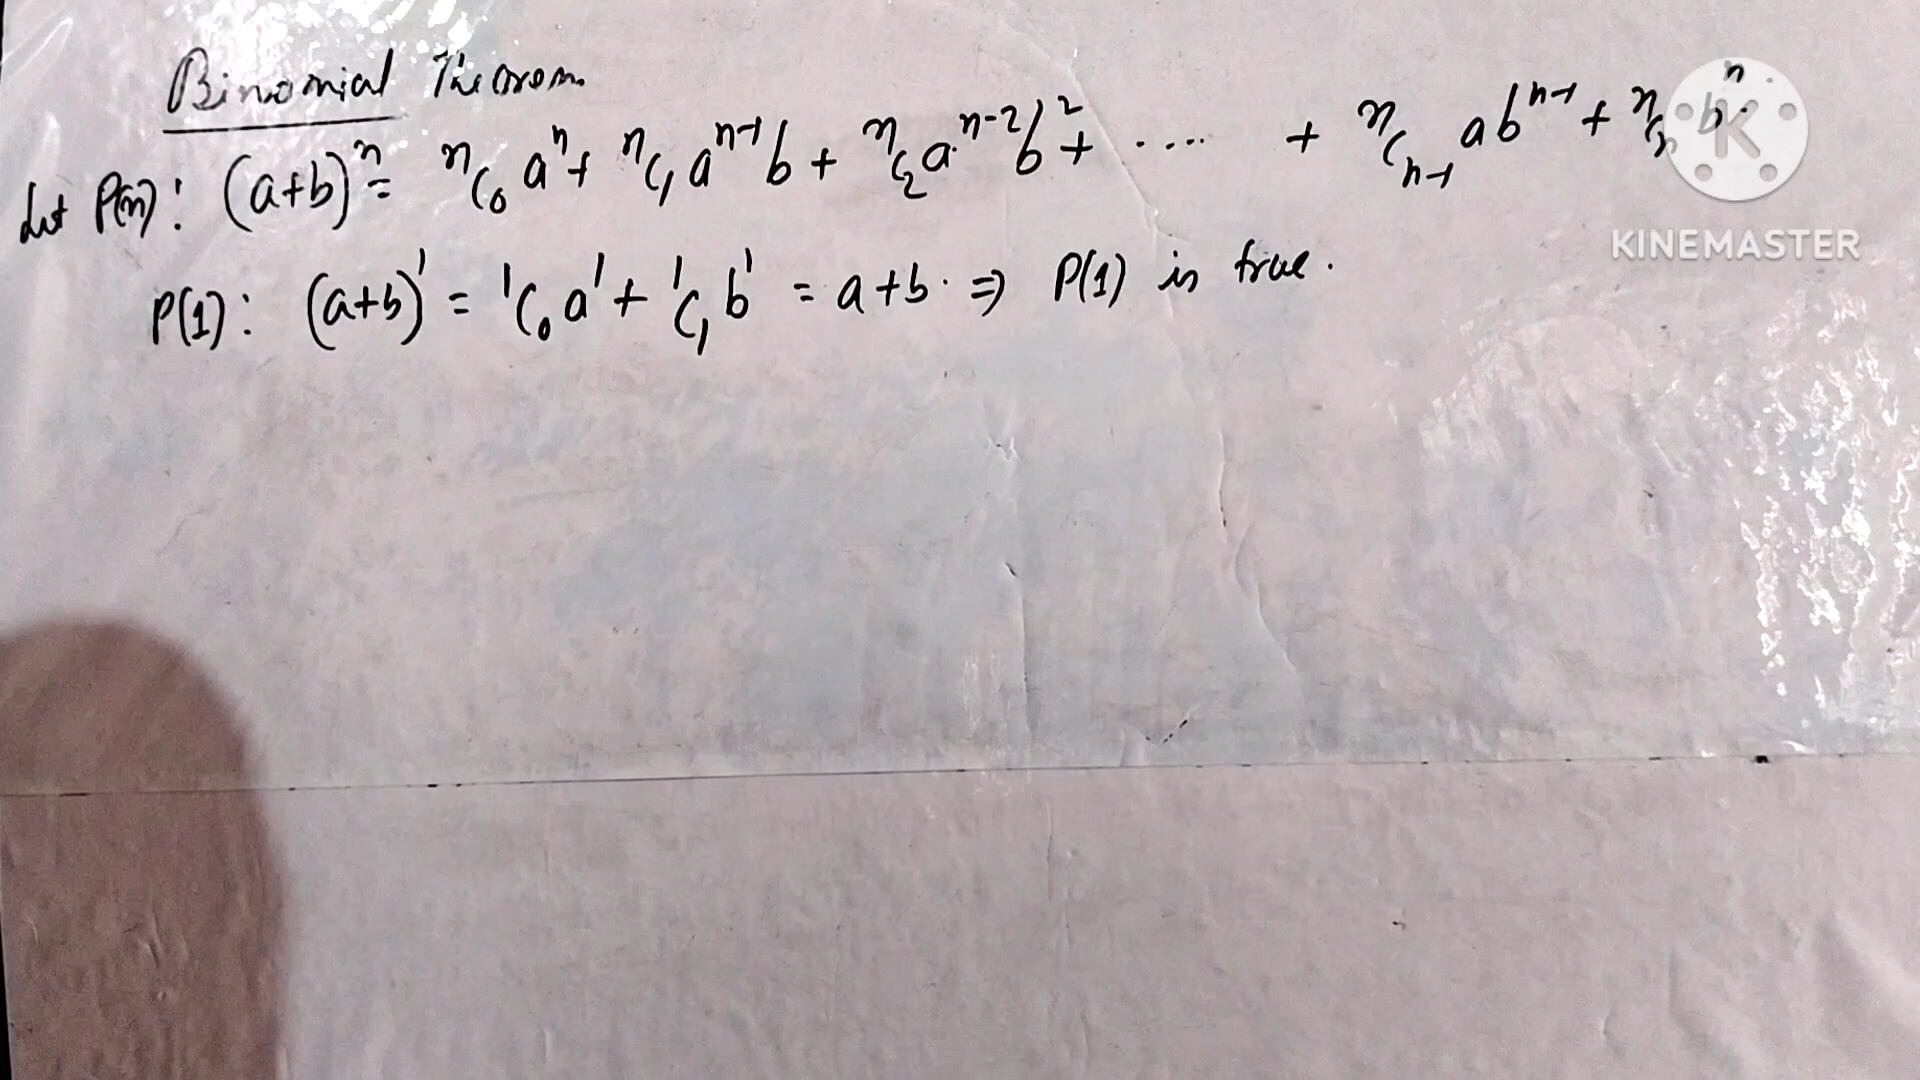 Binomial Theorem
Let P(n): (a+b)ⁿ = ⁿC₀ aⁿ + ⁿC₁ aⁿ⁻¹ b + ⁿC₂ aⁿ⁻² b² + ..... + ⁿCₙ₋₁ abⁿ⁻¹ + ⁿCₙ bⁿ.
KINEMASTER
P(1): (a+b)¹ = ¹C₀ a¹ + ¹C₁ b¹ = a+b. ⇒ P(1) is true.